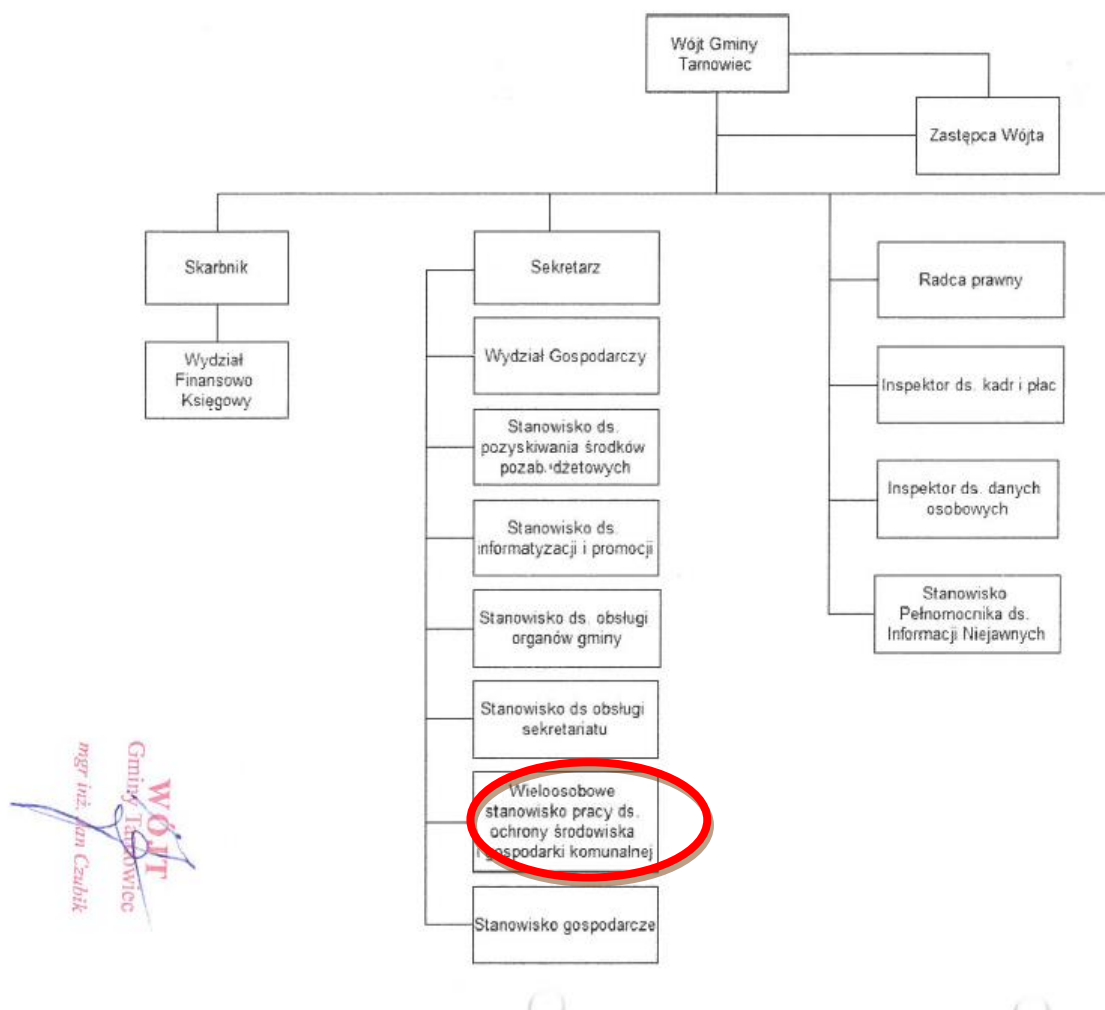 Wójt Gminy
Tarnowiec
Zastępca Wójta
Skarbnik
Wydział
Finansowo
Księgowy
Sekretarz
Wydział Gospodarczy
Stanowisko ds.
pozyskiwania środków
pozabudżetowych
Stanowisko ds.
informatyzacji i promocji
Stanowisko ds. obsługi
organów gminy
Stanowisko ds obsługi
sekretariatu
Wieloosobowe
stanowisko pracy ds.
ochrony środowiska
i gospodarki komunalnej
Stanowisko gospodarcze
Radca prawny
Inspektor ds. kadr i płac
Inspektor ds. danych
osobowych
Stanowisko
Pełnomocnika ds.
Informacji Niejawnych
WÓJT
Gminy Tarnowiec
mgr inż. Jan Czubik